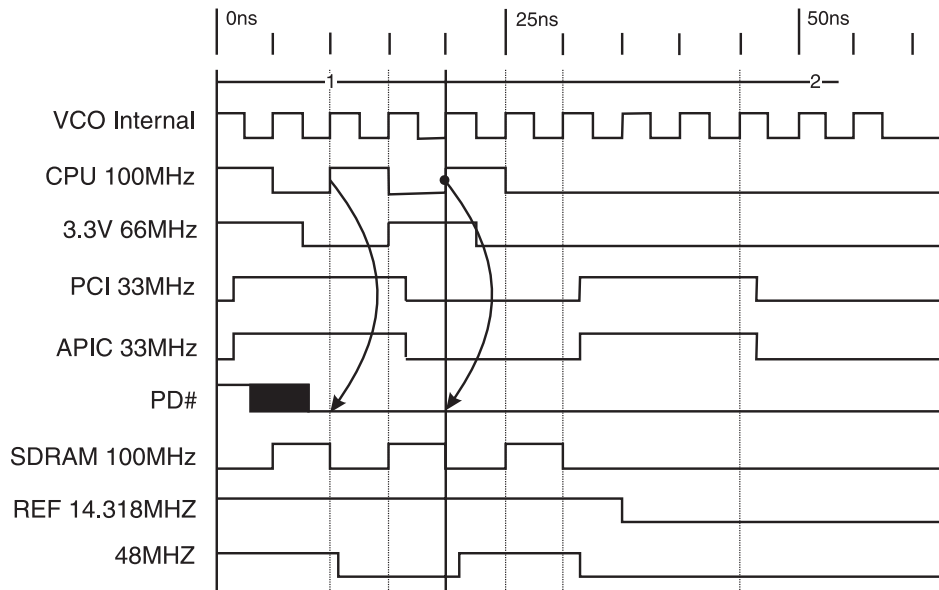 0ns 25ns 50ns
1 2
VCO Internal
CPU 100MHz
3.3V 66MHz
PCI 33MHz
APIC 33MHz
PD#
SDRAM 100MHz
REF 14.318MHZ
48MHZ